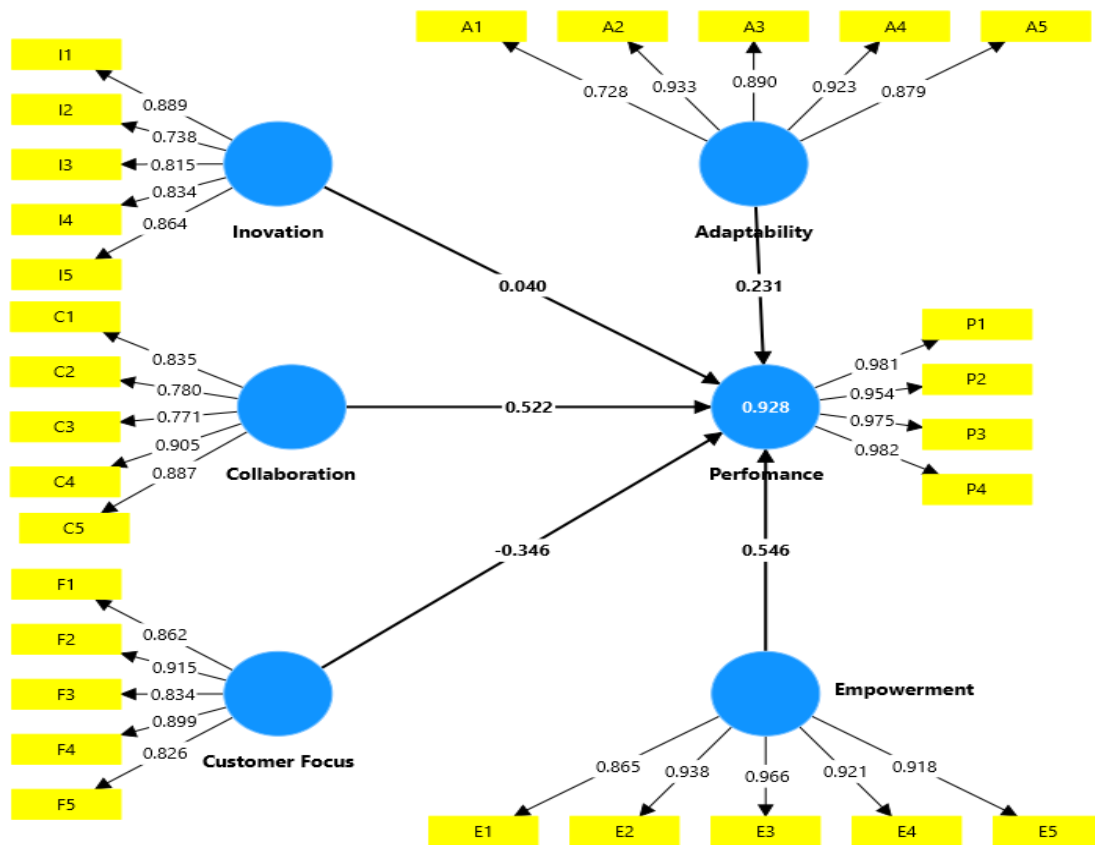 A1
A2
A3
A4
A5
0.728
0.933
0.890
0.923
0.879
Adaptability
I1
I2
I3
I4
I5
0.889
0.738
0.815
0.834
0.864
Inovation
0.040
0.231
C1
C2
C3
C4
C5
0.835
0.780
0.771
0.905
0.887
Collaboration
0.522
0.928
Perfomance
P1
P2
P3
P4
0.981
0.954
0.975
0.982
-0.346
0.546
F1
F2
F3
F4
F5
0.862
0.915
0.834
0.899
0.826
Customer Focus
Empowerment
0.865
0.938
0.966
0.921
0.918
E1
E2
E3
E4
E5